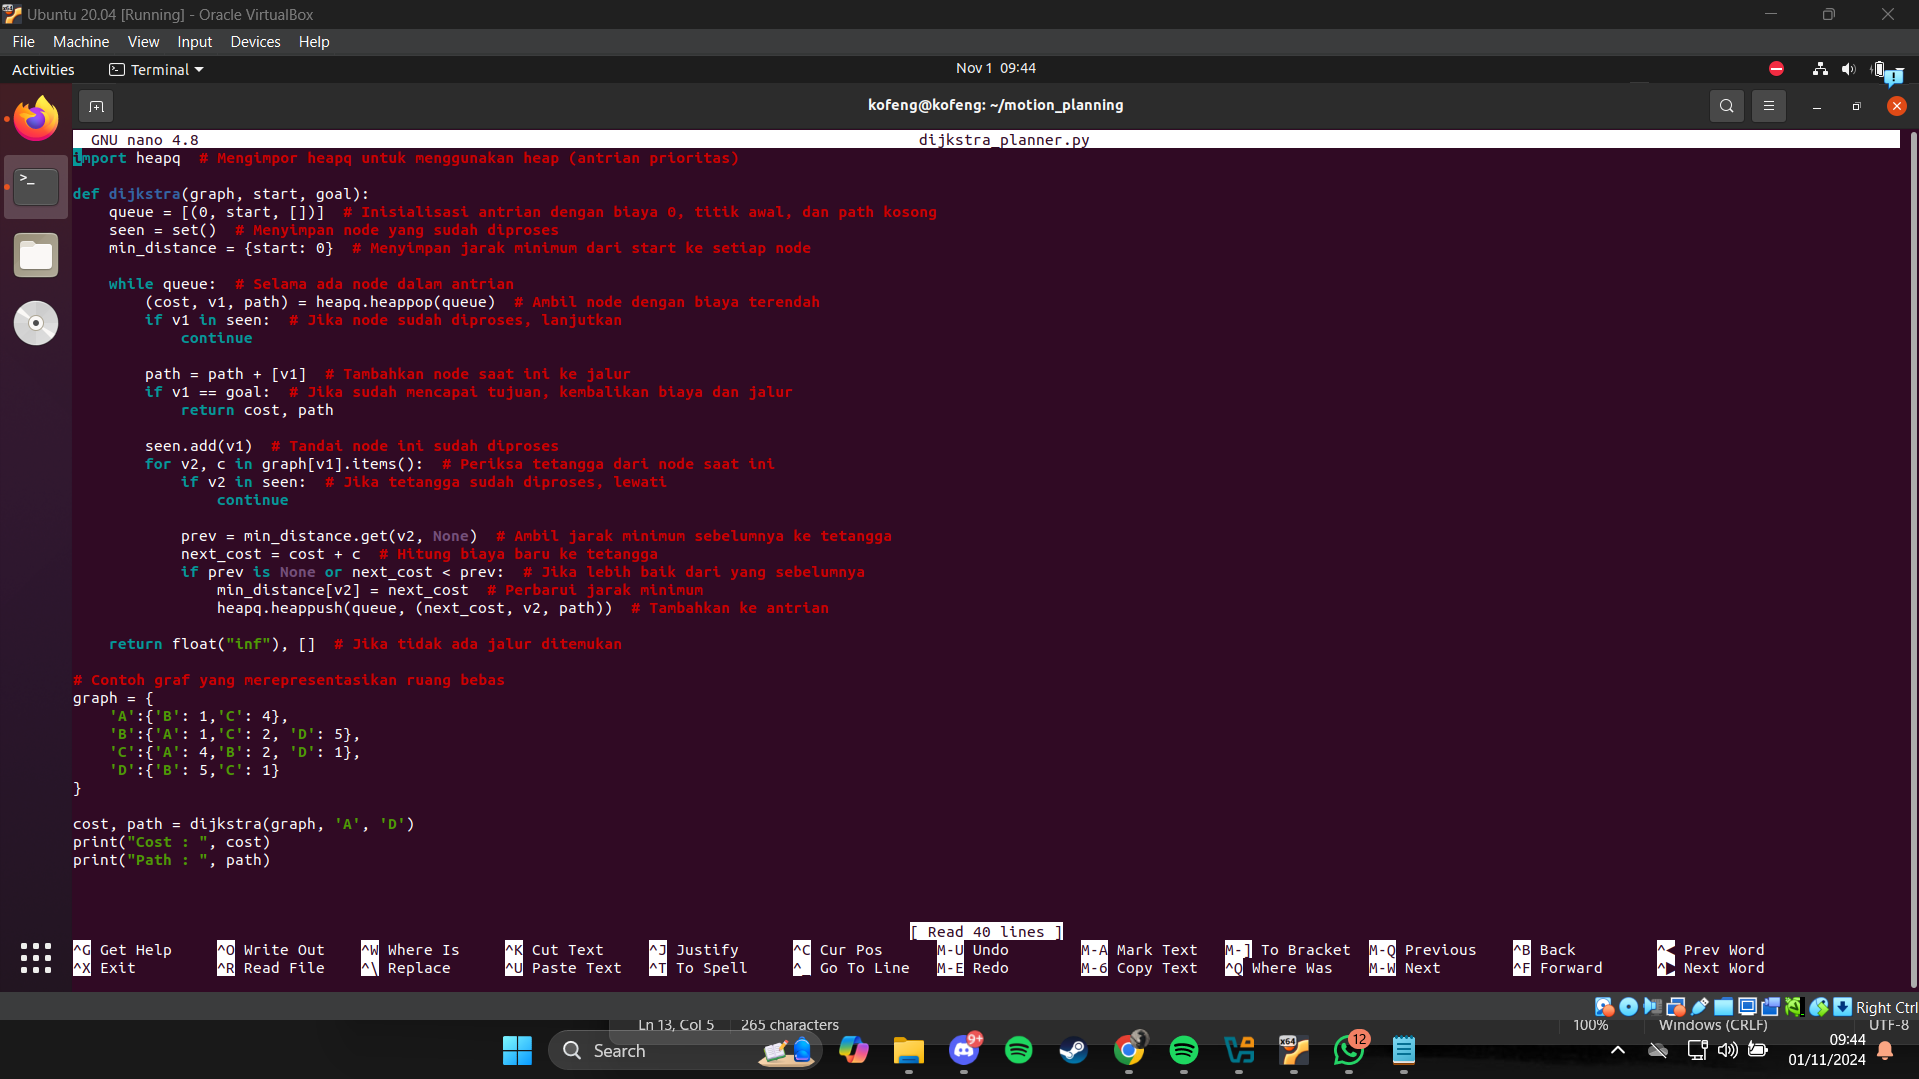 Ubuntu 20.04 [Running] - Oracle VirtualBox
File Machine View Input Devices Help
Activities Terminal Nov 1 09:44
kofeng@kofeng: ~/motion_planning
GNU nano 4.8 dijkstra_planner.py
import heapq  # Mengimpor heapq untuk menggunakan heap (antrian prioritas)
def dijkstra(graph, start, goal):
    queue = [(0, start, [])]  # Inisialisasi antrian dengan biaya 0, titik awal, dan path kosong
    seen = set()  # Menyimpan node yang sudah diproses
    min_distance = {start: 0}  # Menyimpan jarak minimum dari start ke setiap node
    while queue:  # Selama ada node dalam antrian
        (cost, v1, path) = heapq.heappop(queue)  # Ambil node dengan biaya terendah
        if v1 in seen:  # Jika node sudah diproses, lanjutkan
            continue
        path = path + [v1]  # Tambahkan node saat ini ke jalur
        if v1 == goal:  # Jika sudah mencapai tujuan, kembalikan biaya dan jalur
            return cost, path
        seen.add(v1)  # Tandai node ini sudah diproses
        for v2, c in graph[v1].items():  # Periksa tetangga dari node saat ini
            if v2 in seen:  # Jika tetangga sudah diproses, lewati
                continue
            prev = min_distance.get(v2, None)  # Ambil jarak minimum sebelumnya ke tetangga
            next_cost = cost + c  # Hitung biaya baru ke tetangga
            if prev is None or next_cost < prev:  # Jika lebih baik dari yang sebelumnya
                min_distance[v2] = next_cost  # Perbarui jarak minimum
                heapq.heappush(queue, (next_cost, v2, path))  # Tambahkan ke antrian
    return float("inf"), []  # Jika tidak ada jalur ditemukan
# Contoh graf yang merepresentasikan ruang bebas
graph = {
    'A':{'B': 1,'C': 4},
    'B':{'A': 1,'C': 2, 'D': 5},
    'C':{'A': 4,'B': 2, 'D': 1},
    'D':{'B': 5,'C': 1}
}
cost, path = dijkstra(graph, 'A', 'D')
print("Cost : ", cost)
print("Path : ", path)
[ Read 40 lines ]
^G Get Help ^O Write Out ^W Where Is ^K Cut Text ^J Justify ^C Cur Pos M-U Undo M-A Mark Text M-] To Bracket M-Q Previous ^B Back ^◀ Prev Word
^X Exit ^R Read File ^\ Replace ^U Paste Text ^T To Spell ^_ Go To Line M-E Redo M-6 Copy Text ^Q Where Was M-W Next ^F Forward ^▶ Next Word
Right Ctrl
Ln 13, Col 5 265 characters 100% Windows (CRLF) UTF-8
Search 9+ x64 12 09:44
01/11/2024